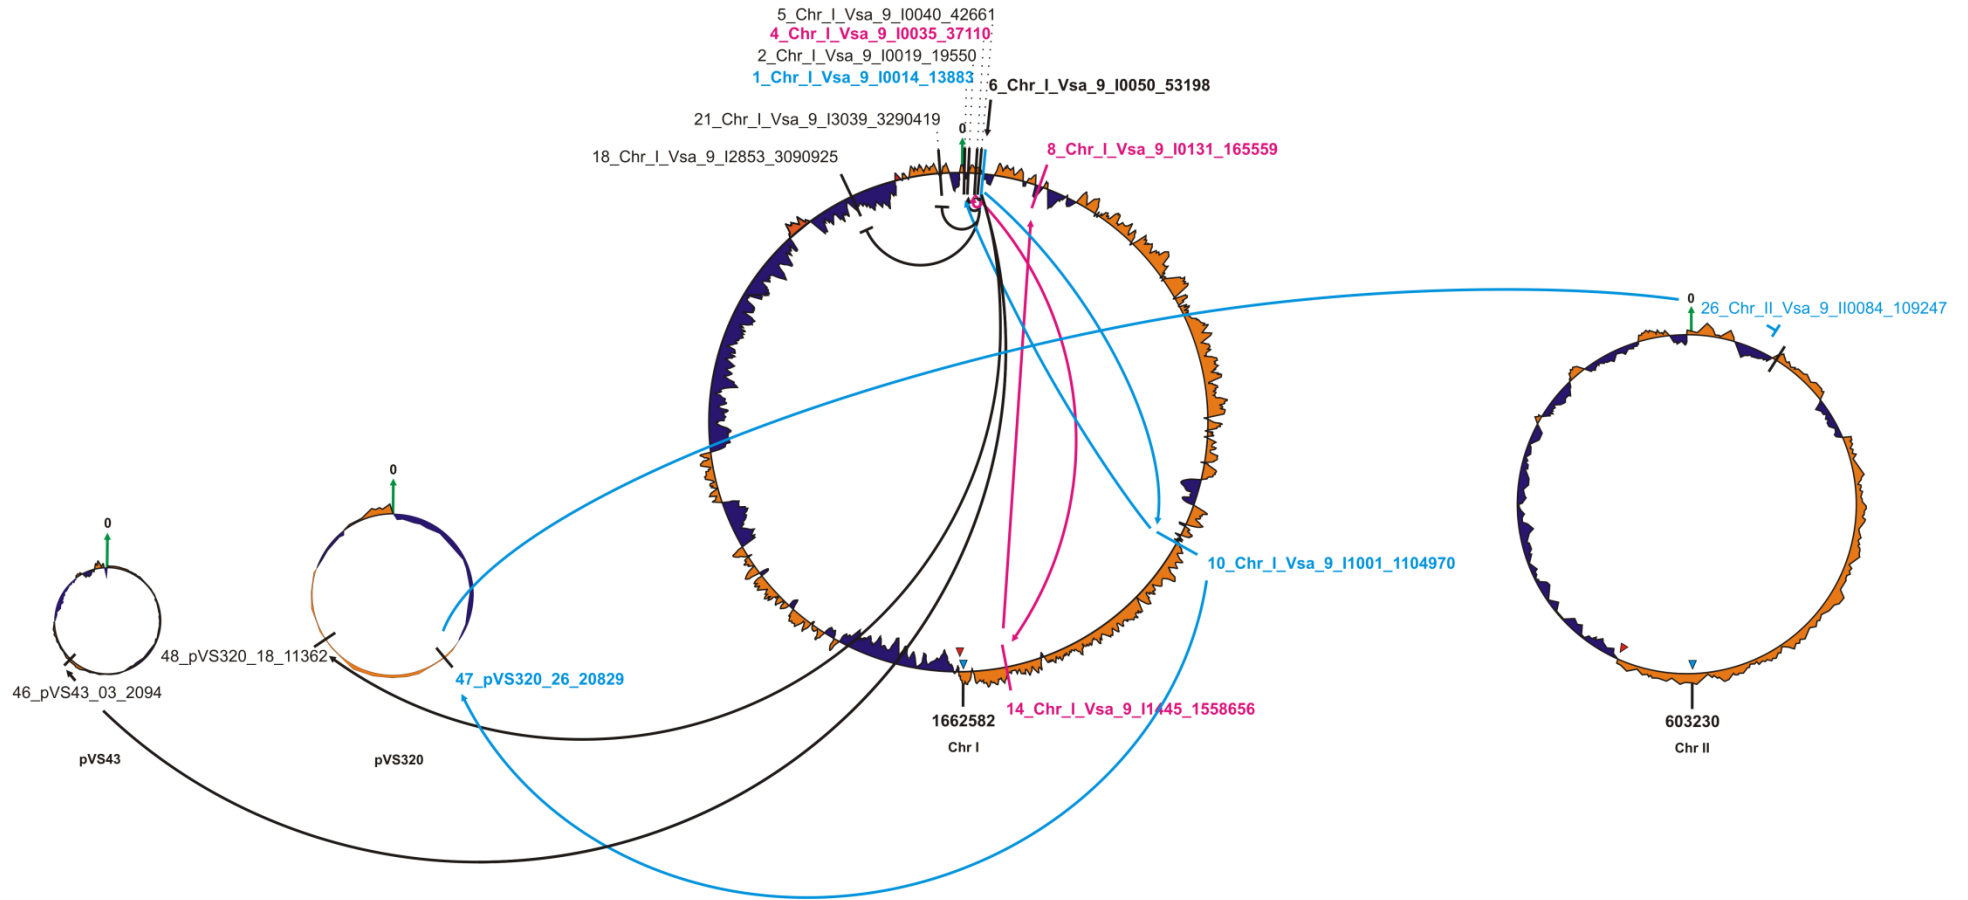 5_Chr_I_Vsa_9_I0040_42661
4_Chr_I_Vsa_9_I0035_37110
2_Chr_I_Vsa_9_I0019_19550
1_Chr_I_Vsa_9_I0014_13883
6_Chr_I_Vsa_9_I0050_53198
21_Chr_I_Vsa_9_I3039_3290419
0
18_Chr_I_Vsa_9_I2853_3090925
8_Chr_I_Vsa_9_I0131_165559
0
26_Chr_II_Vsa_9_II0084_109247
0
0
10_Chr_I_Vsa_9_I1001_1104970
48_pVS320_18_11362
47_pVS320_26_20829
46_pVS43_03_2094
14_Chr_I_Vsa_9_I1445_1558656
1662582
603230
Chr I
Chr II
pVS43
pVS320